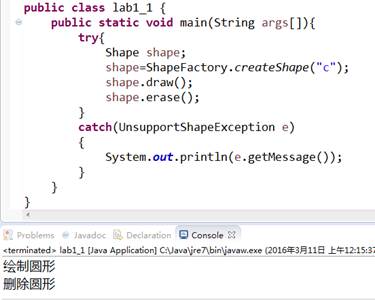 public class lab1_1 {
    public static void main(String args[]){
        try{
            Shape shape;
            shape=ShapeFactory.createShape("c");
            shape.draw();
            shape.erase();
        }
        catch(UnsupportShapeException e)
        {
            System.out.println(e.getMessage());
        }
    }
}
Problems @ Javadoc Declaration Console
<terminated> lab1_1 [Java Application] C:\Java\jre7\bin\javaw.exe (2016年3月11日 上午12:15:37
绘制圆形
删除圆形